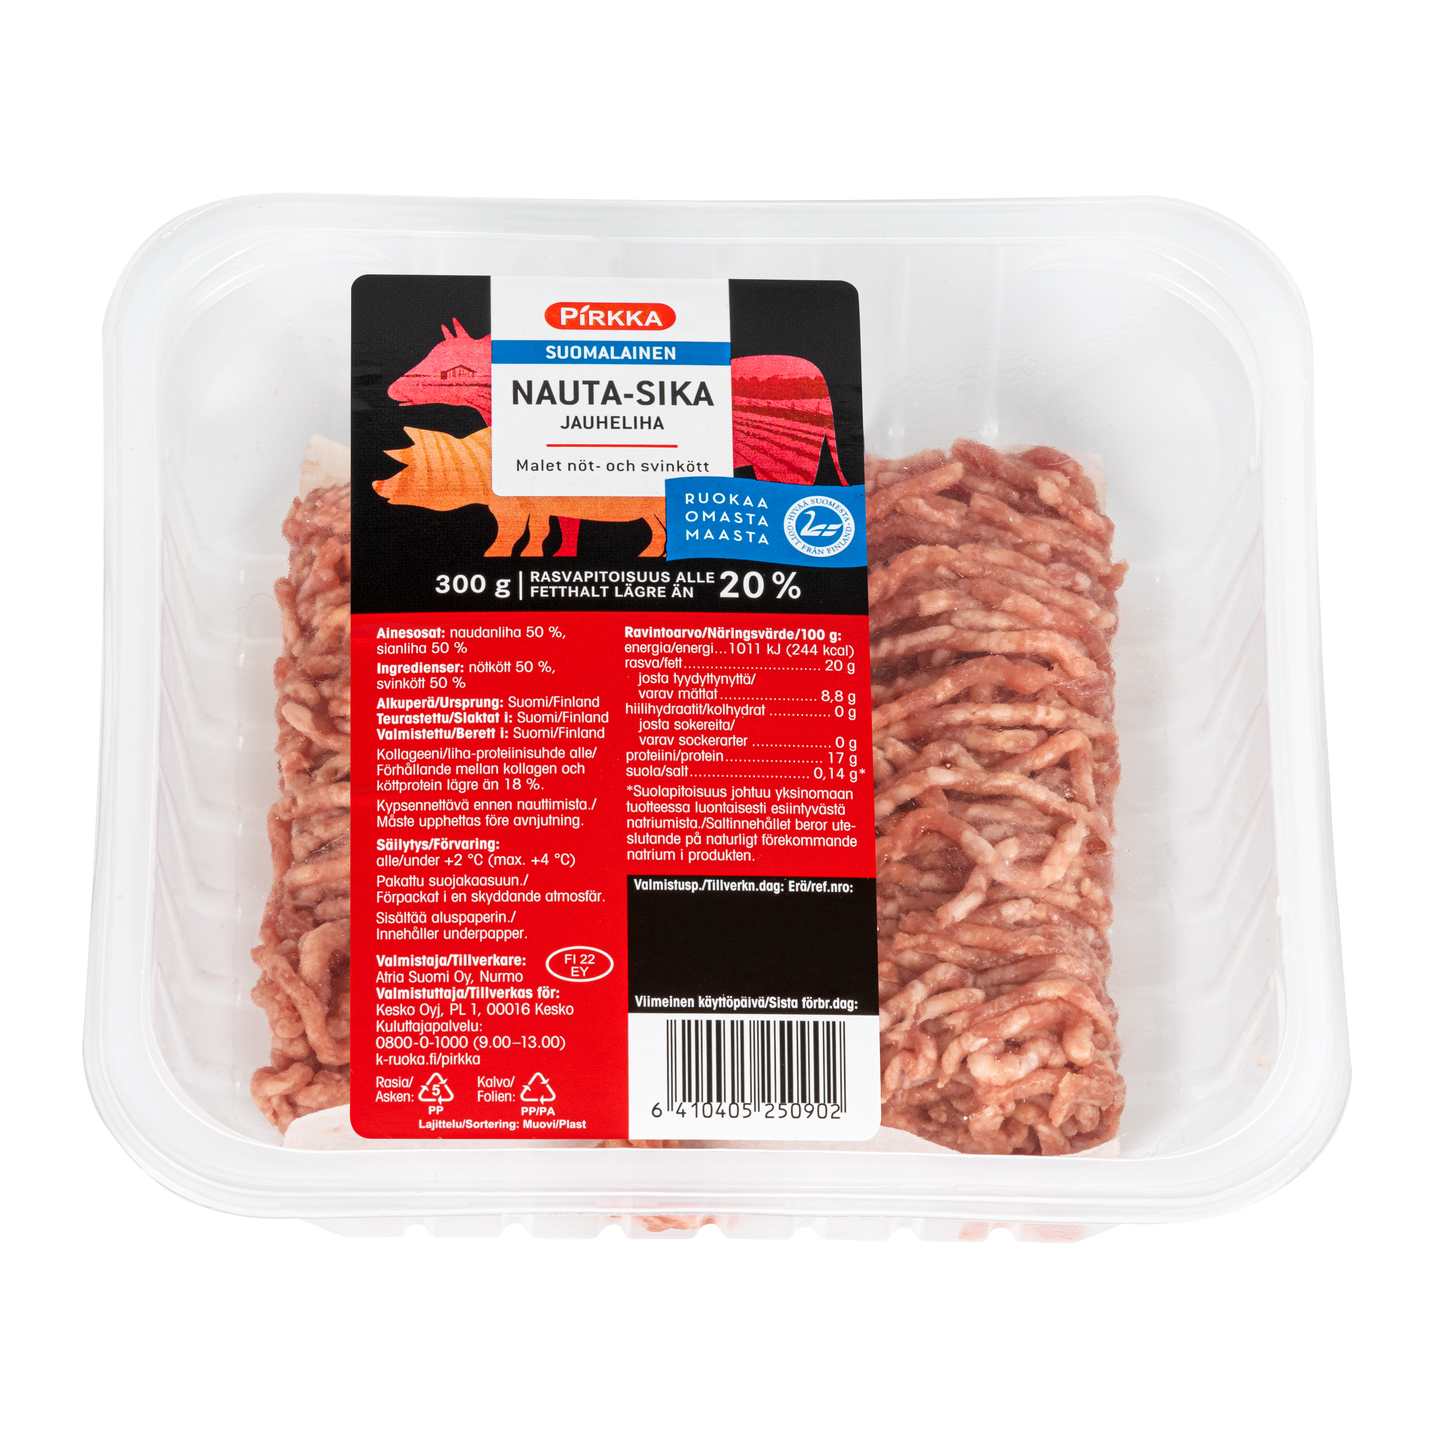 PIRKKA
SUOMALAINEN
NAUTA-SIKA
JAUHELIHA
Malet nöt- och svinkött
RUOKAA
OMASTA
MAASTA
HYVÄÄ SUOMESTA
GOTT FRÅN FINLAND
300 g
RASVAPITOISUUS ALLE
FETTHALT LÄGRE ÄN
20 %
Ainesosat: naudanliha 50 %,
sianliha 50 %
Ingredienser: nötkött 50 %,
svinkött 50 %
Alkuperä/Ursprung: Suomi/Finland
Teurastettu/Slaktat i: Suomi/Finland
Valmistettu/Berett i: Suomi/Finland
Kollageeni/liha-proteiinisuhde alle/
Förhållande mellan kollagen och
köttprotein lägre än 18 %.
Kypsennettävä ennen nauttimista./
Måste upphettas före avnjutning.
Säilytys/Förvaring:
alle/under +2 °C (max. +4 °C)
Pakattu suojakaasuun./
Förpackat i en skyddande atmosfär.
Sisältää aluspaperin./
Innehåller underpapper.
Valmistaja/Tillverkare:
Atria Suomi Oy, Nurmo
FI 22
EY
Valmistuttaja/Tillverkas för:
Kesko Oyj, PL 1, 00016 Kesko
Kuluttajapalvelu:
0800-0-1000 (9.00–13.00)
k-ruoka.fi/pirkka
Rasia/
Asken:
5
PP
Kalvo/
Folien:
PP/PA
Lajittelu/Sortering: Muovi/Plast
Ravintoarvo/Näringsvärde/100 g:
energia/energi...1011 kJ (244 kcal)
rasva/fett............................ 20 g
josta tyydyttynyttä/
varav mättat.................... 8,8 g
hiilihydraatit/kolhydrat ............ 0 g
josta sokereita/
varav sockerarter ............... 0 g
proteiini/protein..................... 17 g
suola/salt......................... 0,14 g*
*Suolapitoisuus johtuu yksinomaan
tuotteessa luontaisesti esiintyvästä
natriumista./Saltinnehållet beror ute-
slutande på naturligt förekommande
natrium i produkten.
Valmistusp./Tillverkn.dag: Erä/ref.nro:
Viimeinen käyttöpäivä/Sista förbr.dag:
6 410405 250902